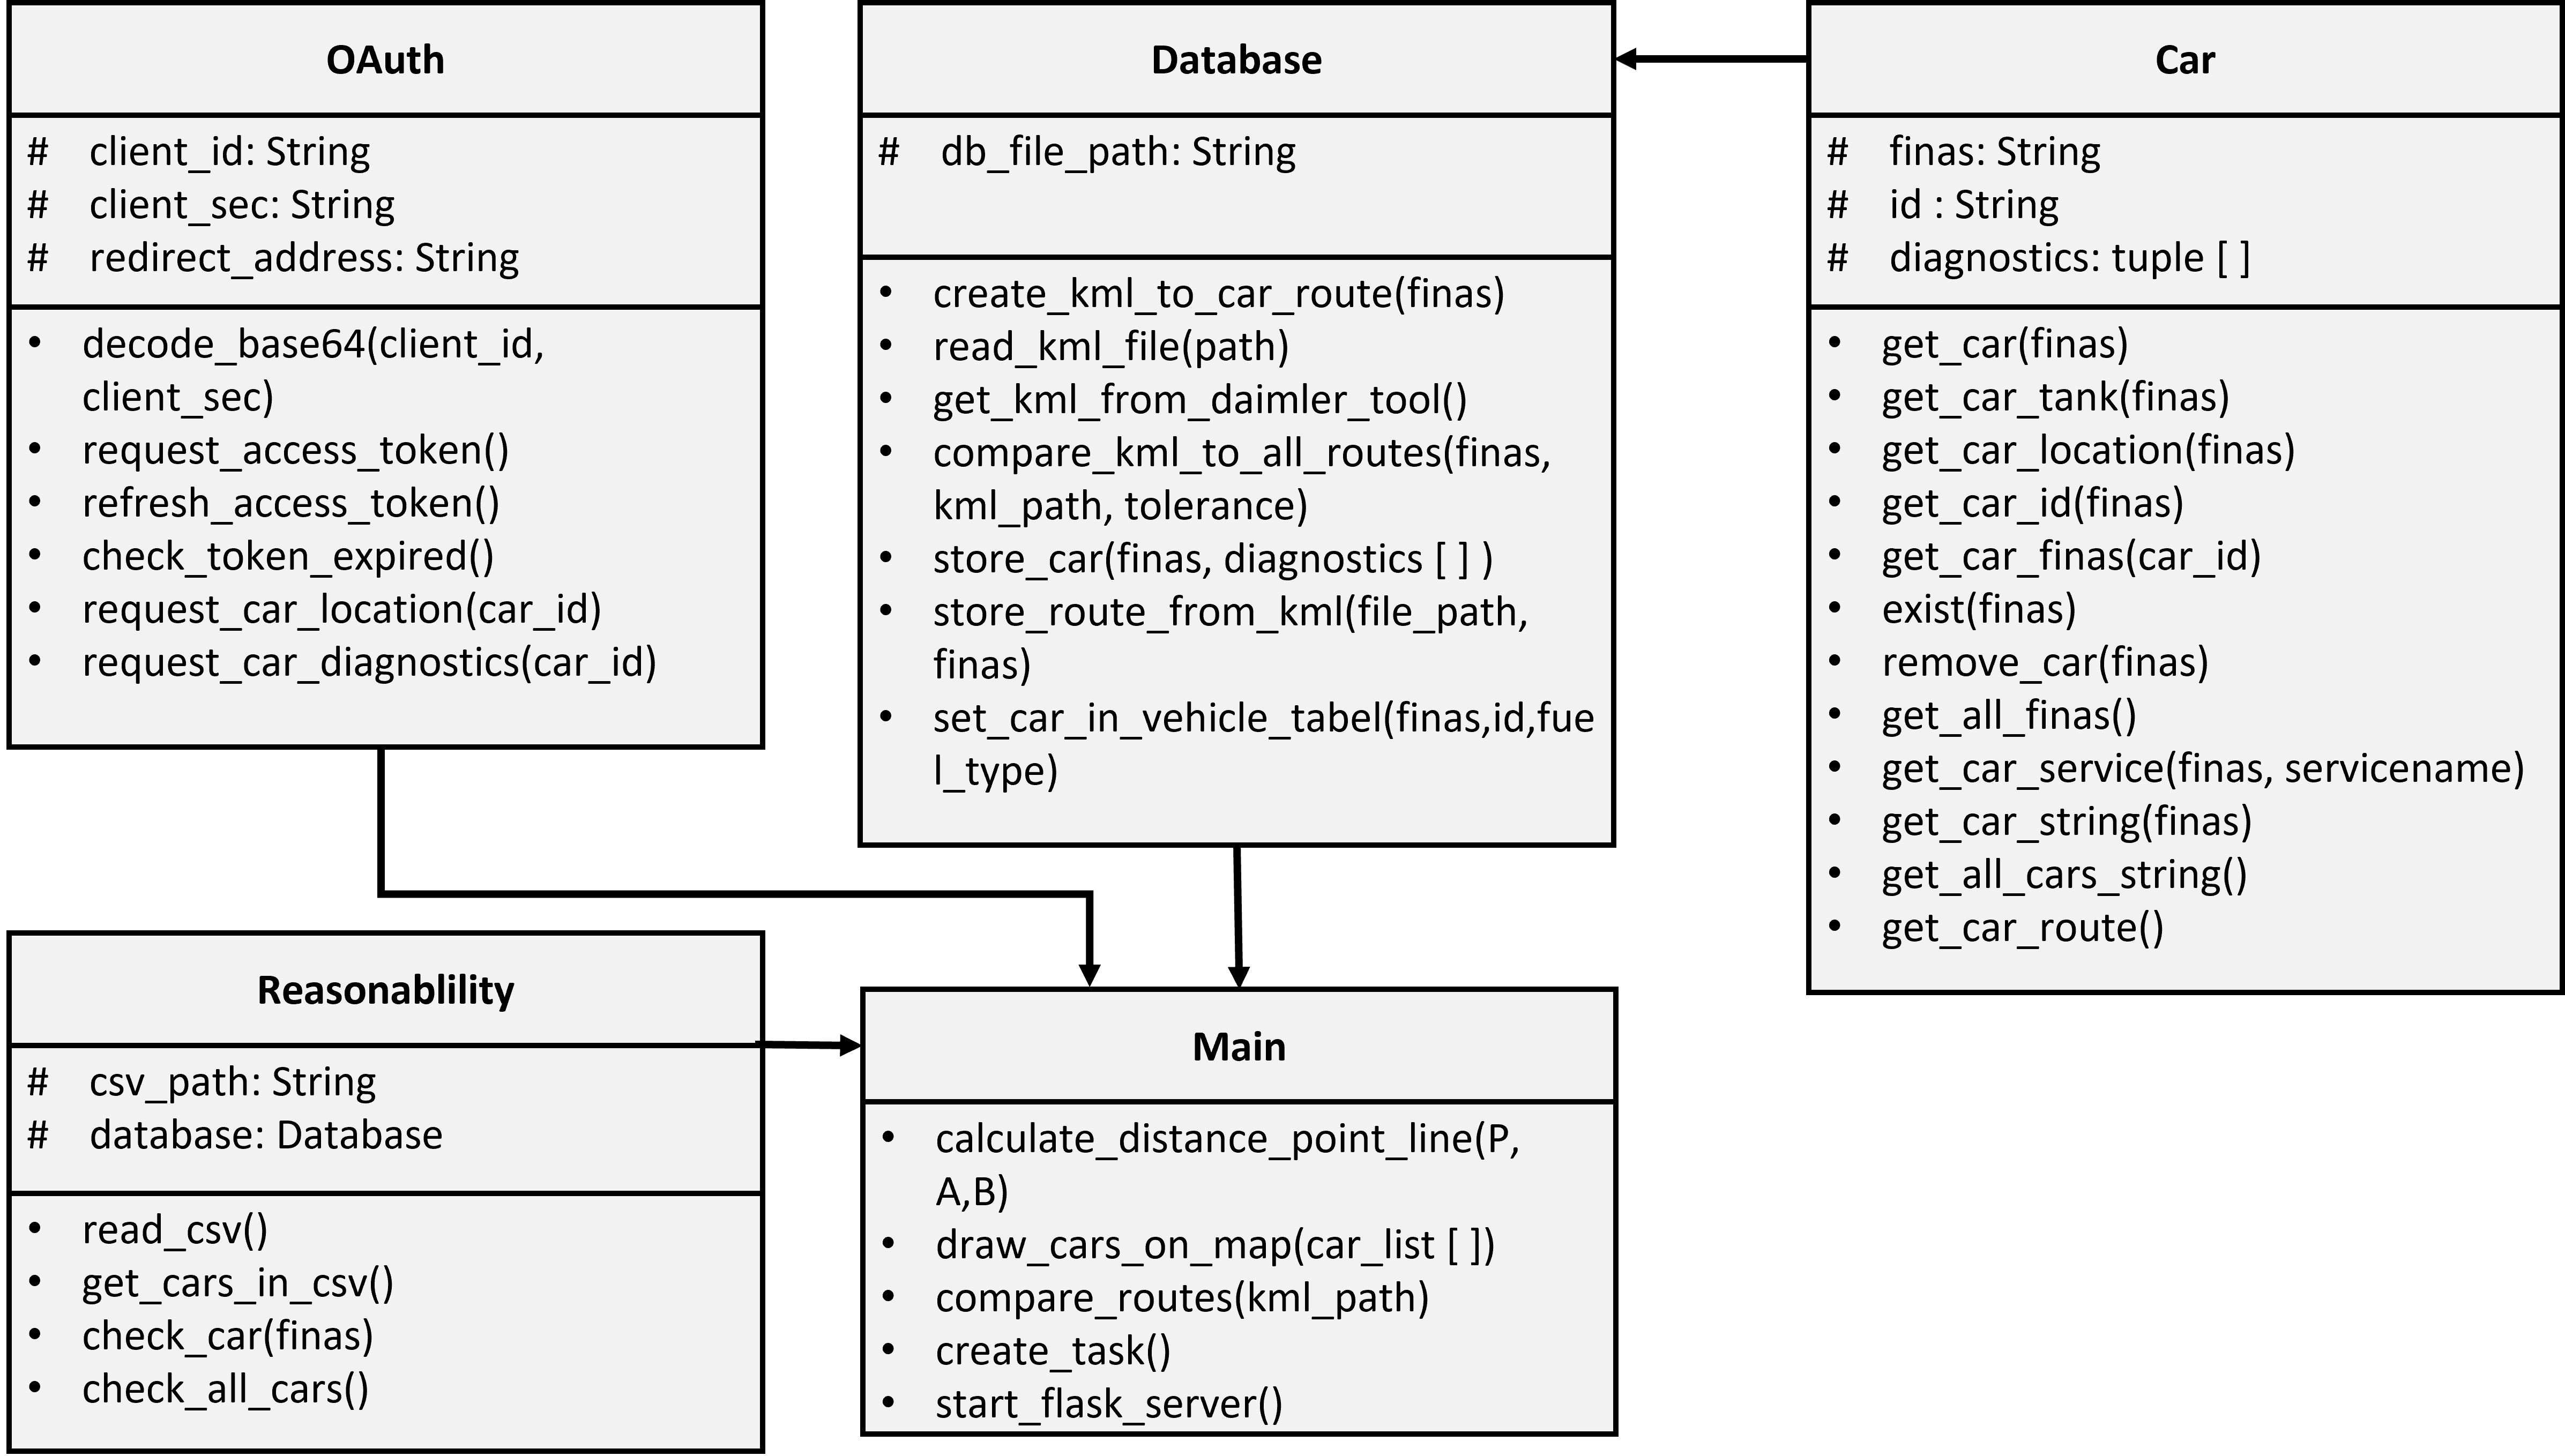 OAuth
# client_id: String
# client_sec: String
# redirect_address: String
• decode_base64(client_id,
client_sec)
• request_access_token()
• refresh_access_token()
• check_token_expired()
• request_car_location(car_id)
• request_car_diagnostics(car_id)
Database
# db_file_path: String
• create_kml_to_car_route(finas)
• read_kml_file(path)
• get_kml_from_daimler_tool()
• compare_kml_to_all_routes(finas,
kml_path, tolerance)
• store_car(finas, diagnostics [ ] )
• store_route_from_kml(file_path,
finas)
• set_car_in_vehicle_tabel(finas,id,fue
l_type)
Car
# finas: String
# id : String
# diagnostics: tuple [ ]
• get_car(finas)
• get_car_tank(finas)
• get_car_location(finas)
• get_car_id(finas)
• get_car_finas(car_id)
• exist(finas)
• remove_car(finas)
• get_all_finas()
• get_car_service(finas, servicename)
• get_car_string(finas)
• get_all_cars_string()
• get_car_route()
Reasonablility
# csv_path: String
# database: Database
• read_csv()
• get_cars_in_csv()
• check_car(finas)
• check_all_cars()
Main
• calculate_distance_point_line(P,
A,B)
• draw_cars_on_map(car_list [ ])
• compare_routes(kml_path)
• create_task()
• start_flask_server()